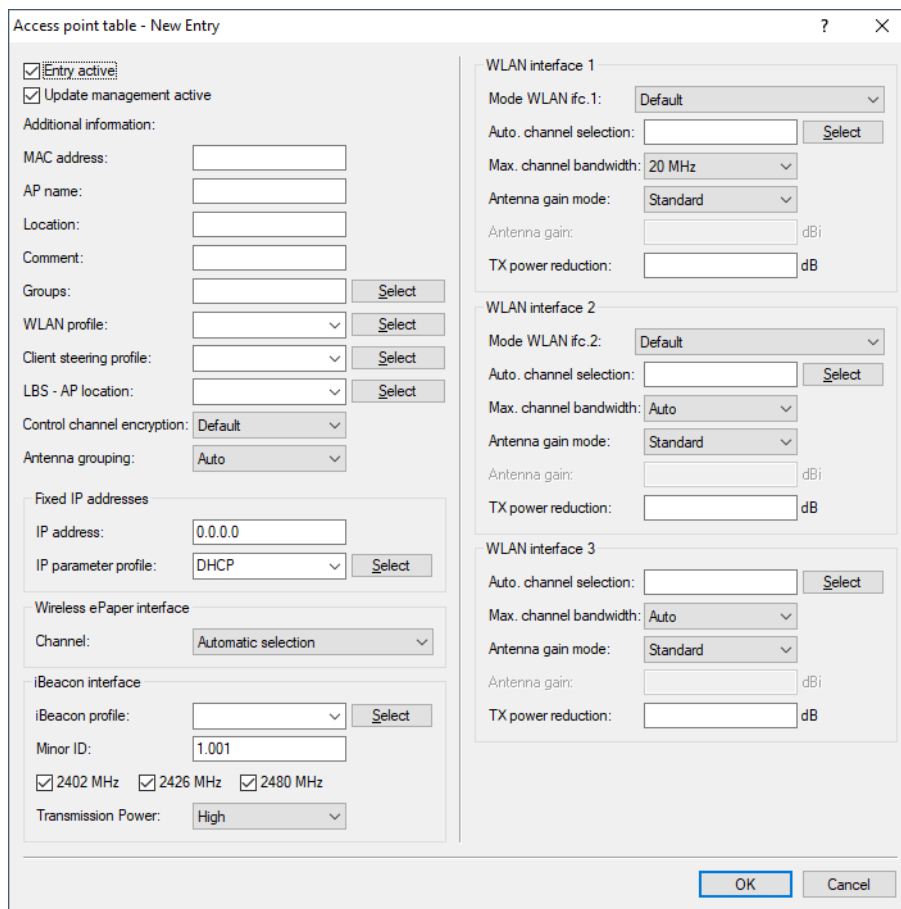 Access point table - New Entry
?
Entry active
Update management active
Additional information:
MAC address:
AP name:
Location:
Comment:
Groups:
Select
WLAN profile:
Select
Client steering profile:
Select
LBS - AP location:
Select
Control channel encryption: Default
Antenna grouping: Auto
Fixed IP addresses
IP address: 0.0.0.0
IP parameter profile: DHCP Select
Wireless ePaper interface
Channel: Automatic selection
iBeacon interface
iBeacon profile: Select
Minor ID: 1.001
2402 MHz 2426 MHz 2480 MHz
Transmission Power: High
WLAN interface 1
Mode WLAN ifc.1: Default
Auto. channel selection: Select
Max. channel bandwidth: 20 MHz
Antenna gain mode: Standard
Antenna gain: dBi
TX power reduction: dB
WLAN interface 2
Mode WLAN ifc.2: Default
Auto. channel selection: Select
Max. channel bandwidth: Auto
Antenna gain mode: Standard
Antenna gain: dBi
TX power reduction: dB
WLAN interface 3
Auto. channel selection: Select
Max. channel bandwidth: Auto
Antenna gain mode: Standard
Antenna gain: dBi
TX power reduction: dB
OK Cancel